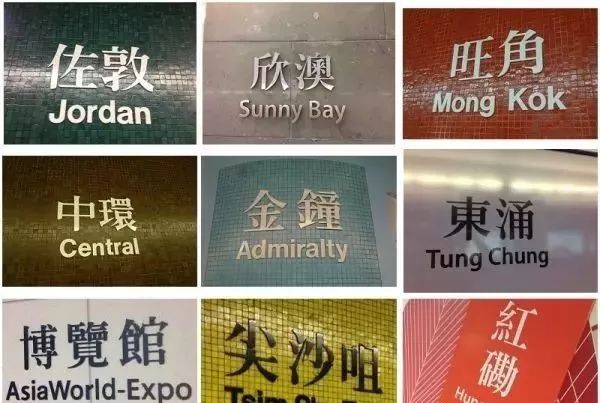 佐敦
Jordan
欣澳
Sunny Bay
旺角
Mong Kok
中環
Central
金鐘
Admiralty
東涌
Tung Chung
博覽館
AsiaWorld-Expo
尖沙咀
Tsim
紅
磡